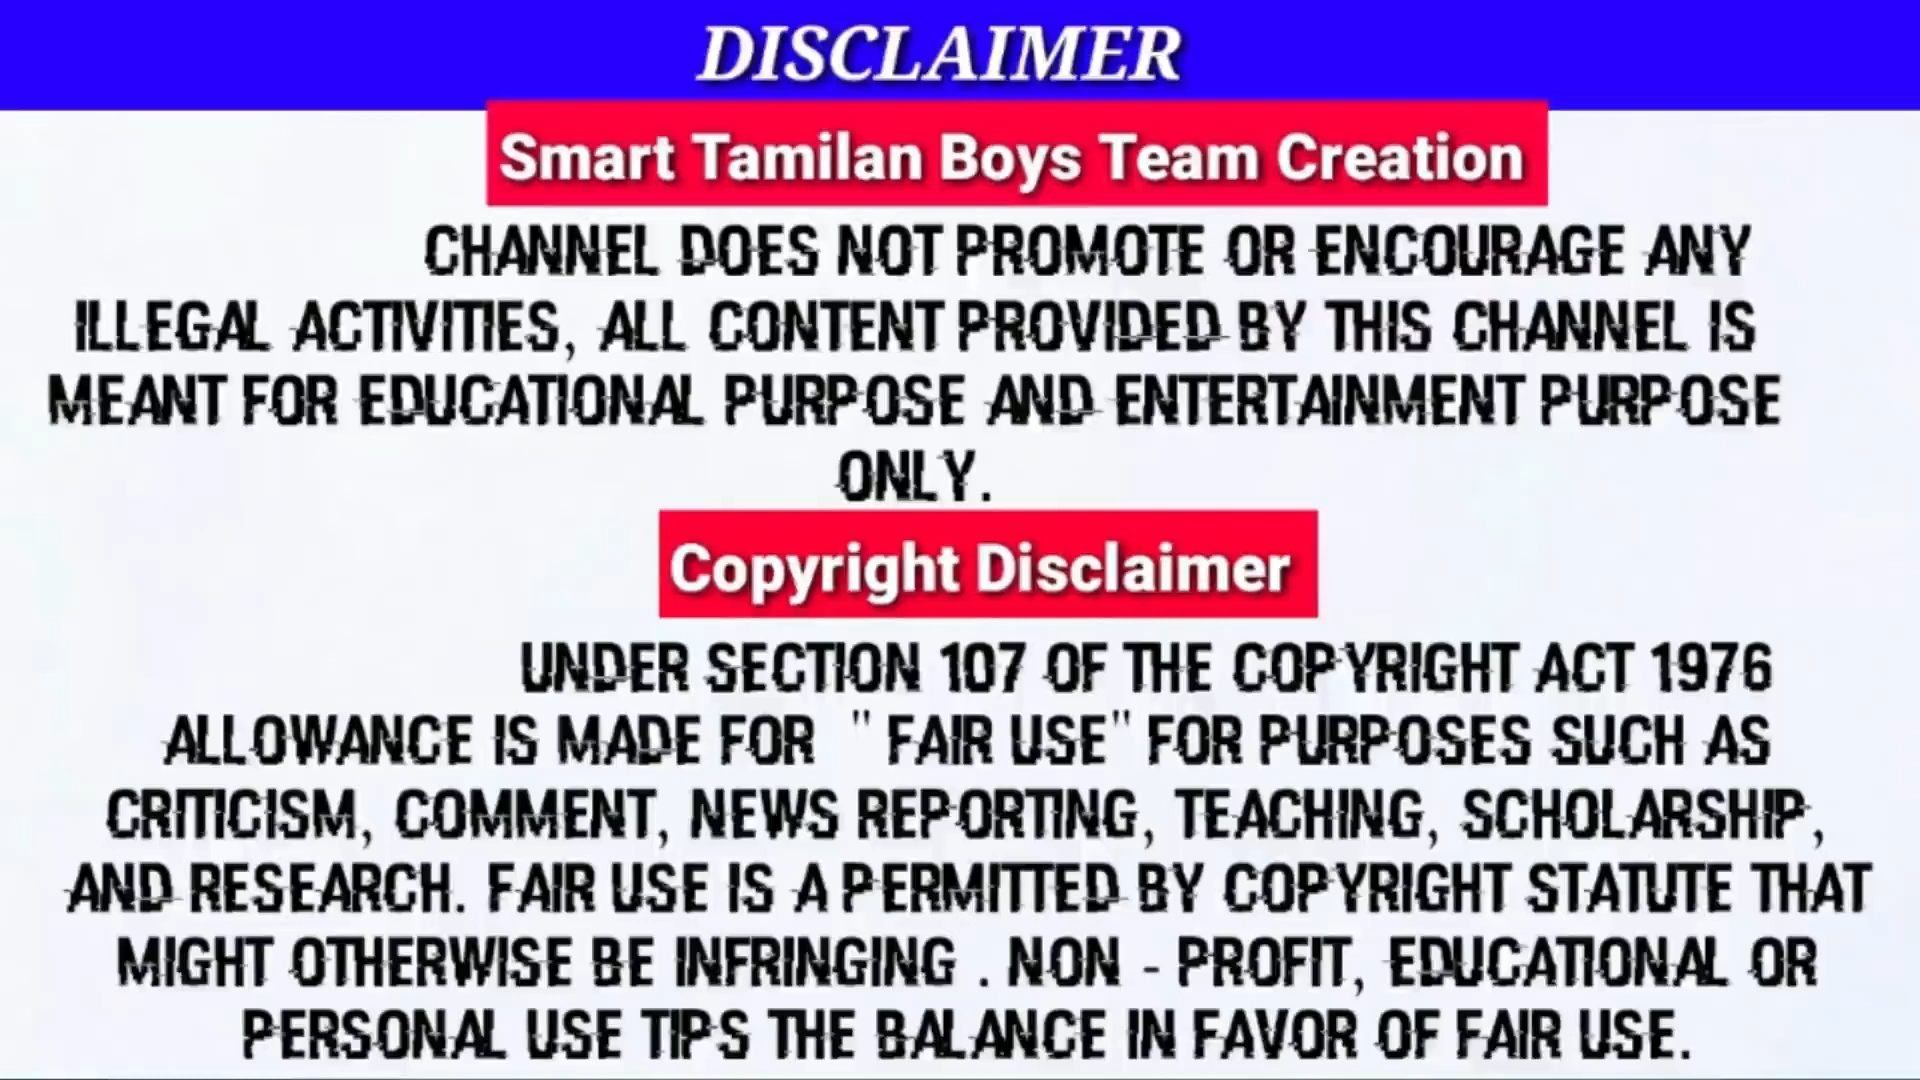 DISCLAIMER
Smart Tamilan Boys Team Creation
CHANNEL DOES NOT PROMOTE OR ENCOURAGE ANY
ILLEGAL ACTIVITIES, ALL CONTENT PROVIDED BY THIS CHANNEL IS
MEANT FOR EDUCATIONAL PURPOSE AND ENTERTAINMENT PURPOSE
ONLY.
Copyright Disclaimer
UNDER SECTION 107 OF THE COPYRIGHT ACT 1976
ALLOWANCE IS MADE FOR " FAIR USE" FOR PURPOSES SUCH AS
CRITICISM, COMMENT, NEWS REPORTING, TEACHING, SCHOLARSHIP,
AND RESEARCH. FAIR USE IS A PERMITTED BY COPYRIGHT STATUTE THAT
MIGHT OTHERWISE BE INFRINGING . NON - PROFIT, EDUCATIONAL OR
PERSONAL USE TIPS THE BALANCE IN FAVOR OF FAIR USE.